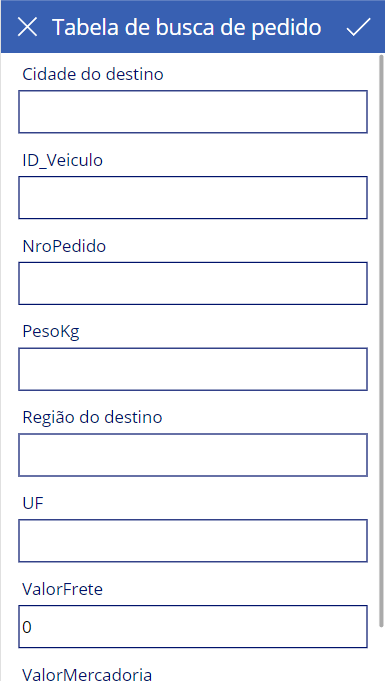 Tabela de busca de pedido
Cidade do destino
ID_Veiculo
NroPedido
PesoKg
Região do destino
UF
ValorFrete
0
ValorMercadoria